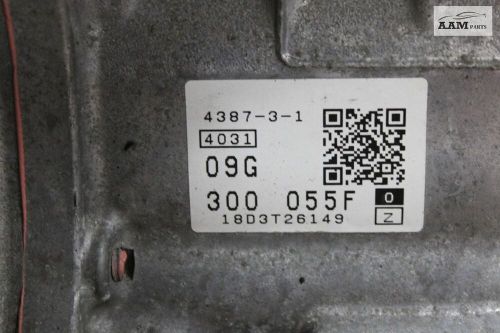 AAM PARTS
4387-3-1
4031
09G
300 055F 0
18D3T26149 Z